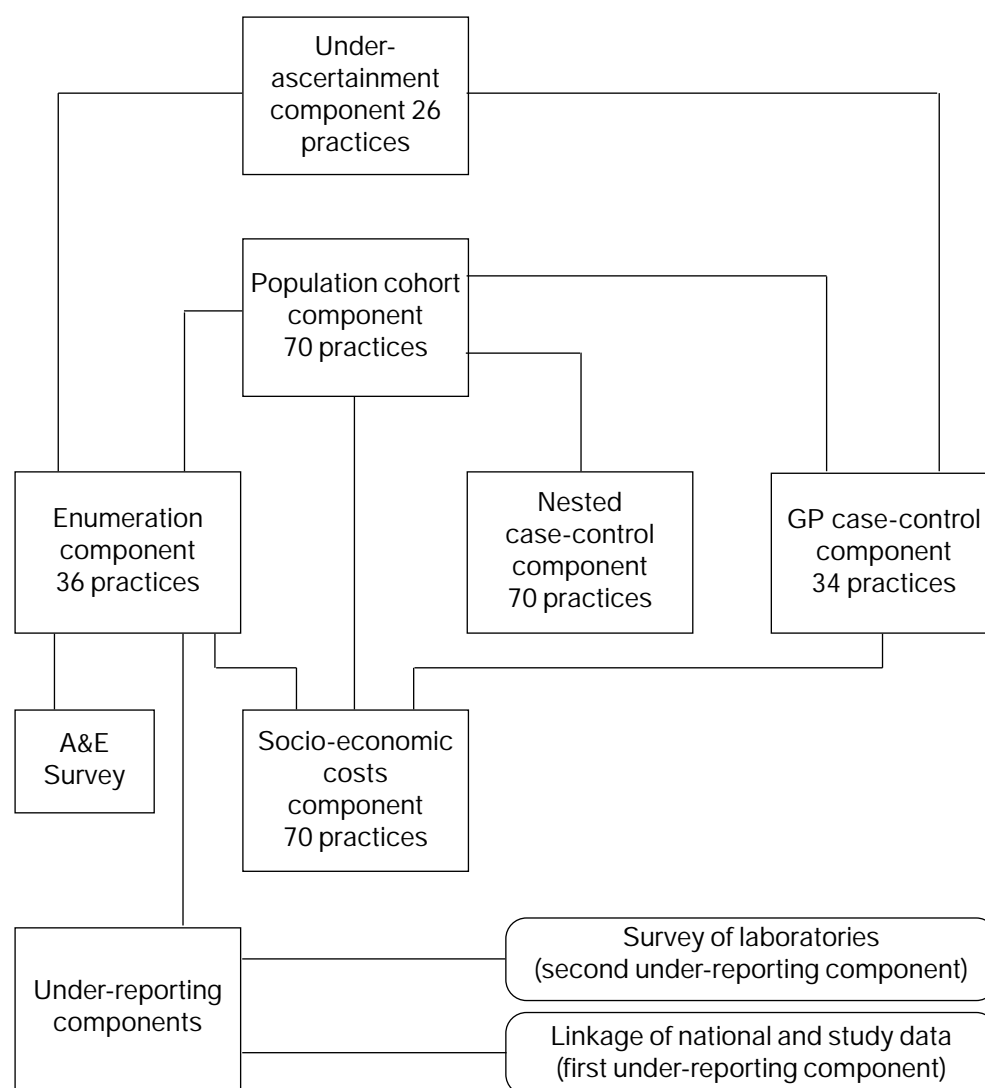 Under-
ascertainment
component 26
practices
Population cohort
component
70 practices
Enumeration
component
36 practices
Nested
case-control
component
70 practices
GP case-control
component
34 practices
A&E
Survey
Socio-economic
costs
component
70 practices
Under-reporting
components
Survey of laboratories
(second under-reporting component)
Linkage of national and study data
(first under-reporting component)